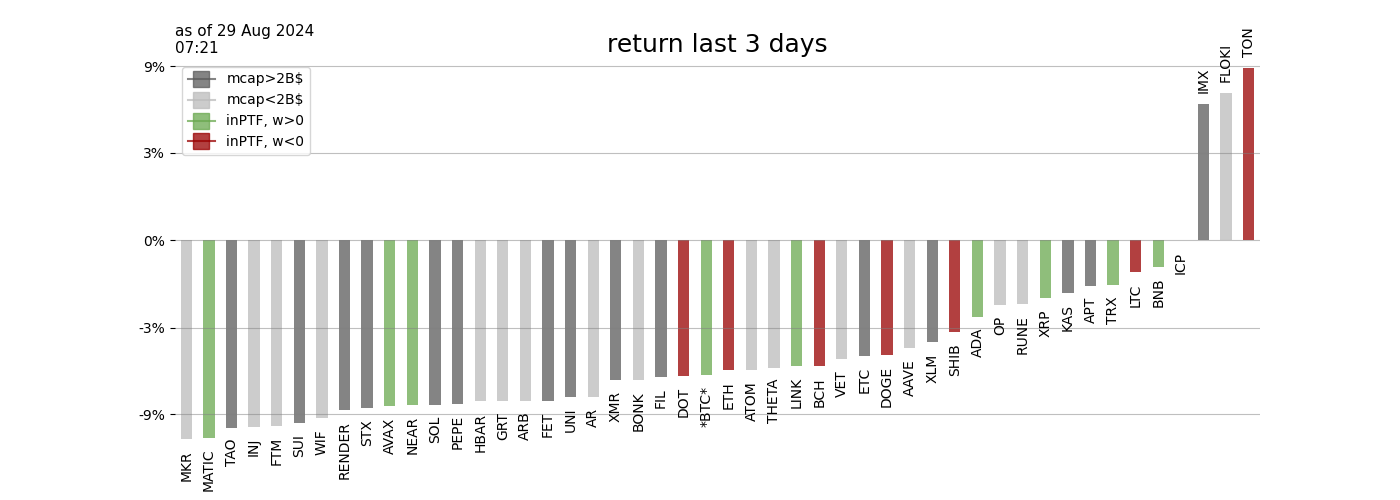 as of 29 Aug 2024
07:21
return last 3 days
9%
3%
0%
-3%
-9%
mcap>2B$
mcap<2B$
inPTF, w>0
inPTF, w<0
MKR
MATIC
TAO
INJ
FTM
SUI
WIF
RENDER
STX
AVAX
NEAR
SOL
PEPE
HBAR
GRT
ARB
FET
UNI
AR
XMR
BONK
FIL
DOT
*BTC*
ETH
ATOM
THETA
LINK
BCH
VET
ETC
DOGE
AAVE
XLM
SHIB
ADA
OP
RUNE
XRP
KAS
APT
TRX
LTC
BNB
ICP
IMX
FLOKI
TON